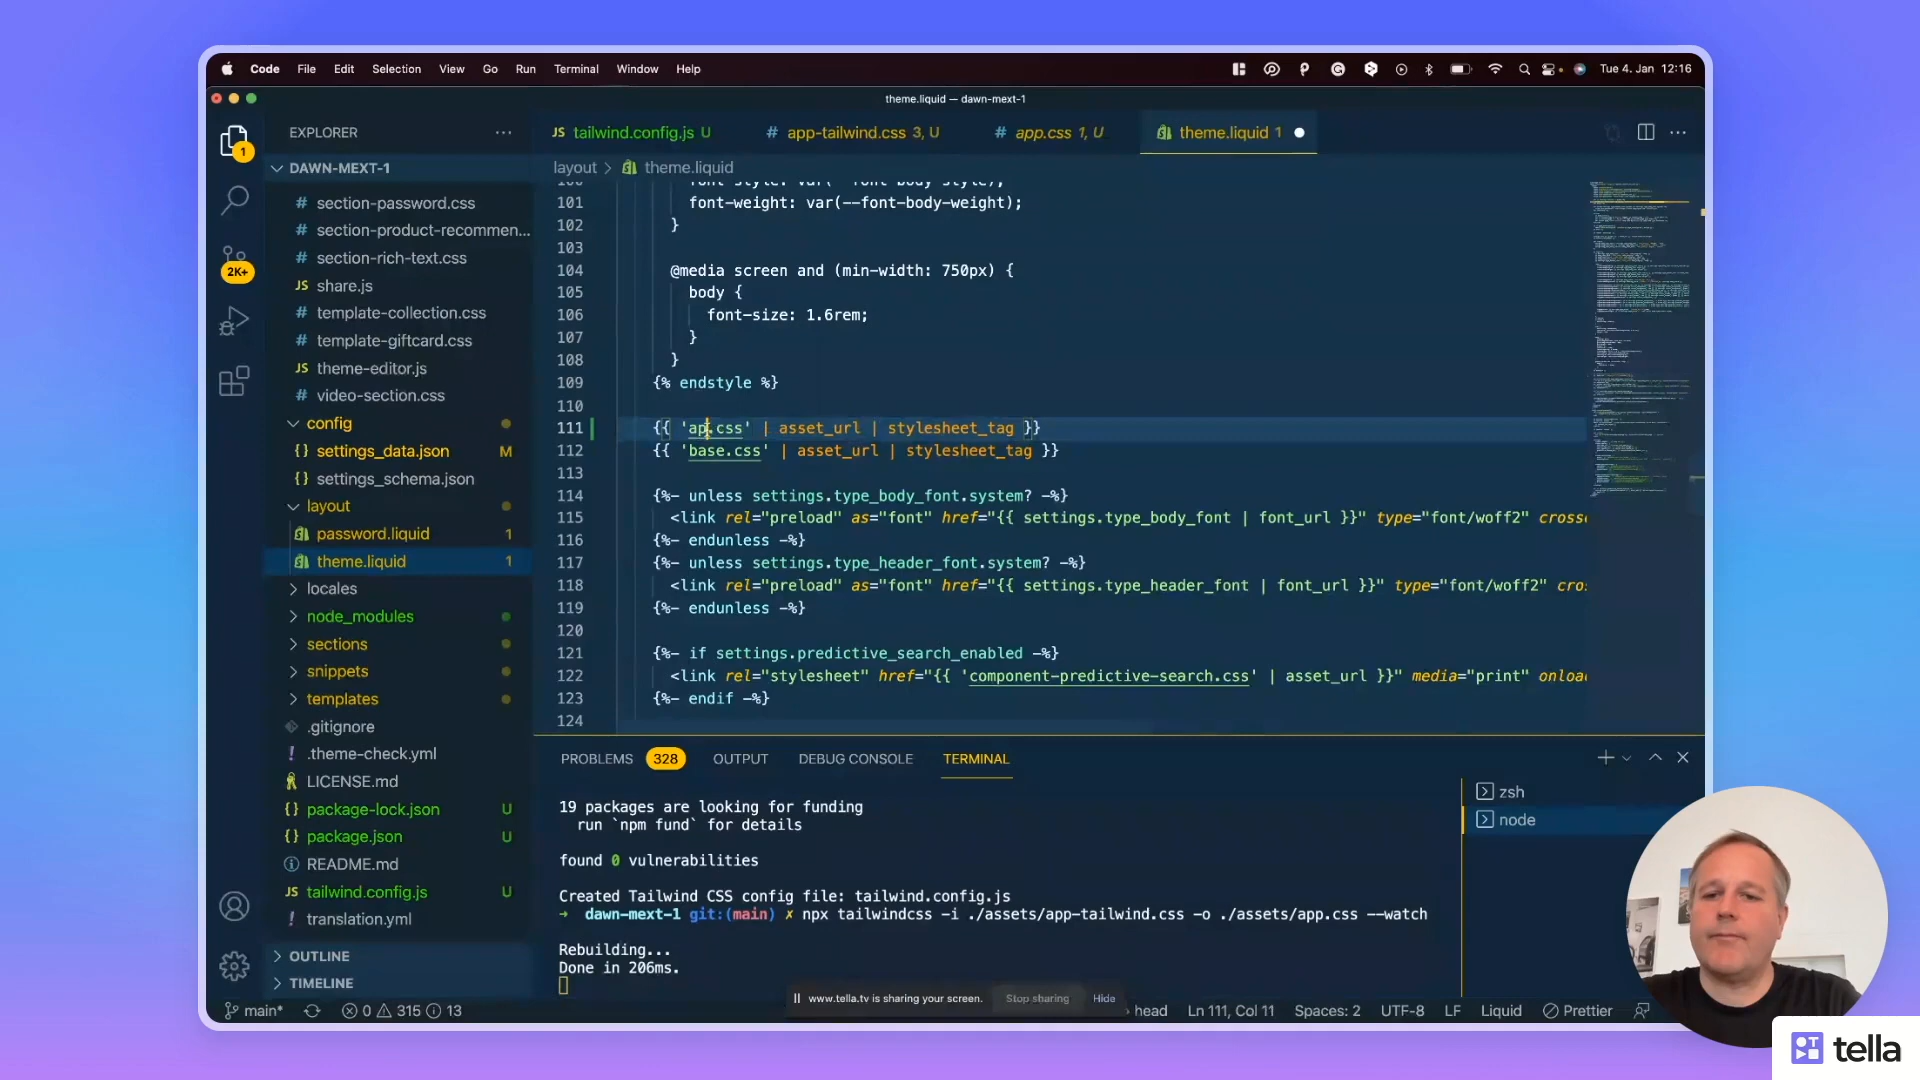 Code File Edit Selection View Go Run Terminal Window Help Tue 4. Jan 12:16
theme.liquid — dawn-mext-1
1
2K+
EXPLORER ...
DAWN-MEXT-1
# section-password.css
# section-product-recommen...
# section-rich-text.css
JS share.js
# template-collection.css
# template-giftcard.css
JS theme-editor.js
# video-section.css
config
{} settings_data.json M
{} settings_schema.json
layout
password.liquid 1
theme.liquid 1
locales
node_modules
sections
snippets
templates
.gitignore
! .theme-check.yml
LICENSE.md
{} package-lock.json U
{} package.json U
README.md
JS tailwind.config.js U
! translation.yml
OUTLINE
TIMELINE
JS tailwind.config.js U # app-tailwind.css 3, U # app.css 1, U theme.liquid 1
layout > theme.liquid
101 font-weight: var(--font-body-weight);
102 }
103
104 @media screen and (min-width: 750px) {
105 body {
106 font-size: 1.6rem;
107 }
108 }
109 {% endstyle %}
110
111 {{ 'ap.css' | asset_url | stylesheet_tag }}
112 {{ 'base.css' | asset_url | stylesheet_tag }}
113
114 {%- unless settings.type_body_font.system? -%}
115 <link rel="preload" as="font" href="{{ settings.type_body_font | font_url }}" type="font/woff2" cross
116 {%- endunless -%}
117 {%- unless settings.type_header_font.system? -%}
118 <link rel="preload" as="font" href="{{ settings.type_header_font | font_url }}" type="font/woff2" cro
119 {%- endunless -%}
120
121 {%- if settings.predictive_search_enabled -%}
122 <link rel="stylesheet" href="{{ 'component-predictive-search.css' | asset_url }}" media="print" onloa
123 {%- endif -%}
124
PROBLEMS 328 OUTPUT DEBUG CONSOLE TERMINAL
19 packages are looking for funding
run `npm fund` for details
found 0 vulnerabilities
Created Tailwind CSS config file: tailwind.config.js
→ dawn-mext-1 git:(main) ✗ npx tailwindcss -i ./assets/app-tailwind.css -o ./assets/app.css --watch
Rebuilding...
Done in 206ms.
zsh
node
www.tella.tv is sharing your screen. Stop sharing Hide
main* 0 315 13 head Ln 111, Col 11 Spaces: 2 UTF-8 LF Liquid Prettier
tella